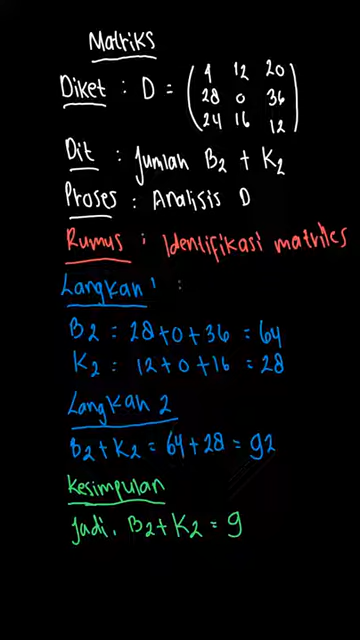 Matriks
Diket : D = ( 4 12 20
28 0 36
24 16 12 )
Dit : Jumlah B2 + K2
Proses : Analisis D
Rumus : Identifikasi matriks
Langkah 1 :
B2 = 28+0+36 = 64
K2 = 12+0+16 = 28
Langkah 2
B2+K2 = 64+28 = 92
Kesimpulan
Jadi, B2+K2 = 9